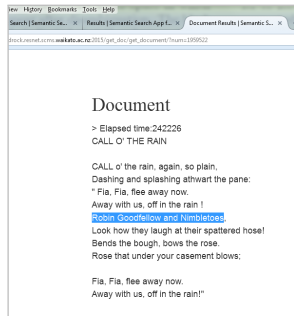 iew History Bookmarks Tools Help
Search | Semantic Se... × Results | Semantic Search App f... × Document Results | Semantic S... ×
drock.resnet.scms.waikato.ac.nz:2015/get_doc/get_document/?num=1959522
Document
> Elapsed time:242226
CALL O' THE RAIN
CALL o' the rain, again, so plain,
Dashing and splashing athwart the pane:
" Fia, Fia, flee away now.
Away with us, off in the rain !
Robin Goodfellow and Nimbletoes,
Look how they laugh at their spattered hose!
Bends the bough, bows the rose.
Rose that under your casement blows;
Fia, Fia, flee away now.
Away with us, off in the rain!"